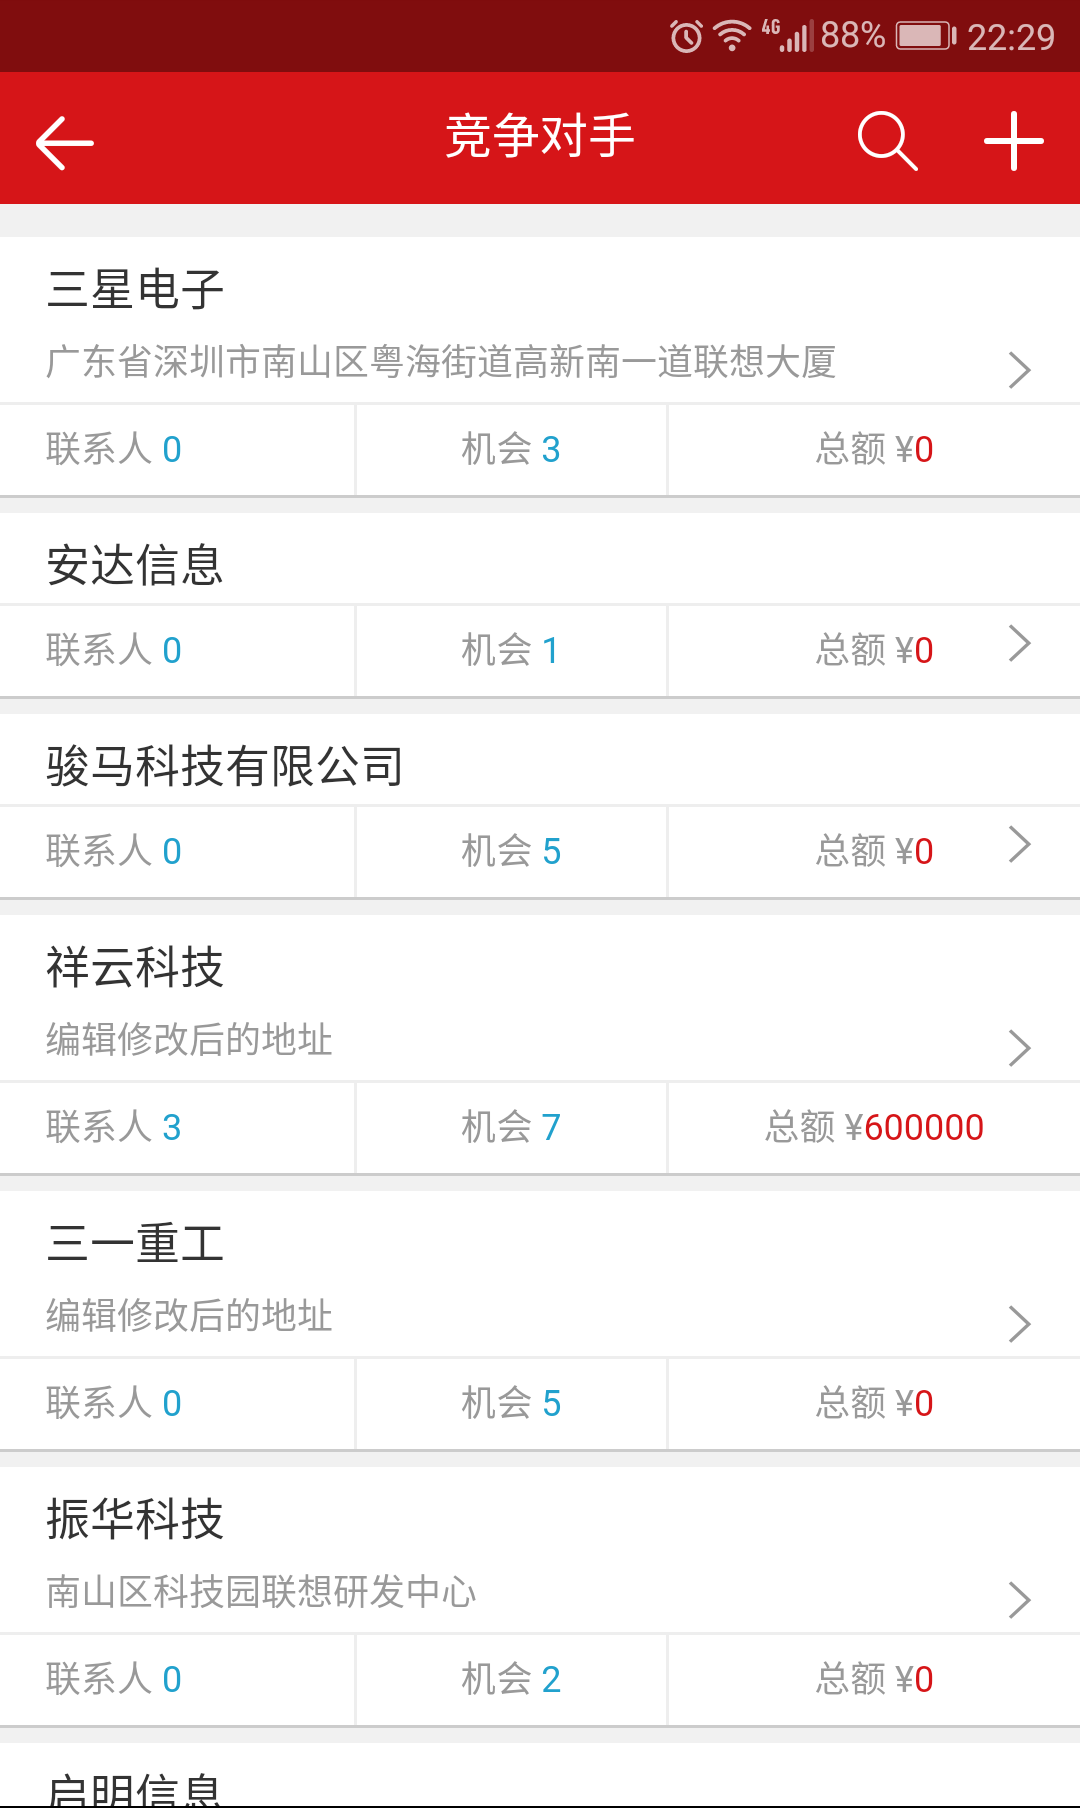 4G 88% 22:29
竞争对手
三星电子
广东省深圳市南山区粤海街道高新南一道联想大厦
联系人 0 机会 3 总额 ¥0
安达信息
联系人 0 机会 1 总额 ¥0
骏马科技有限公司
联系人 0 机会 5 总额 ¥0
祥云科技
编辑修改后的地址
联系人 3 机会 7 总额 ¥600000
三一重工
编辑修改后的地址
联系人 0 机会 5 总额 ¥0
振华科技
南山区科技园联想研发中心
联系人 0 机会 2 总额 ¥0
启明信息